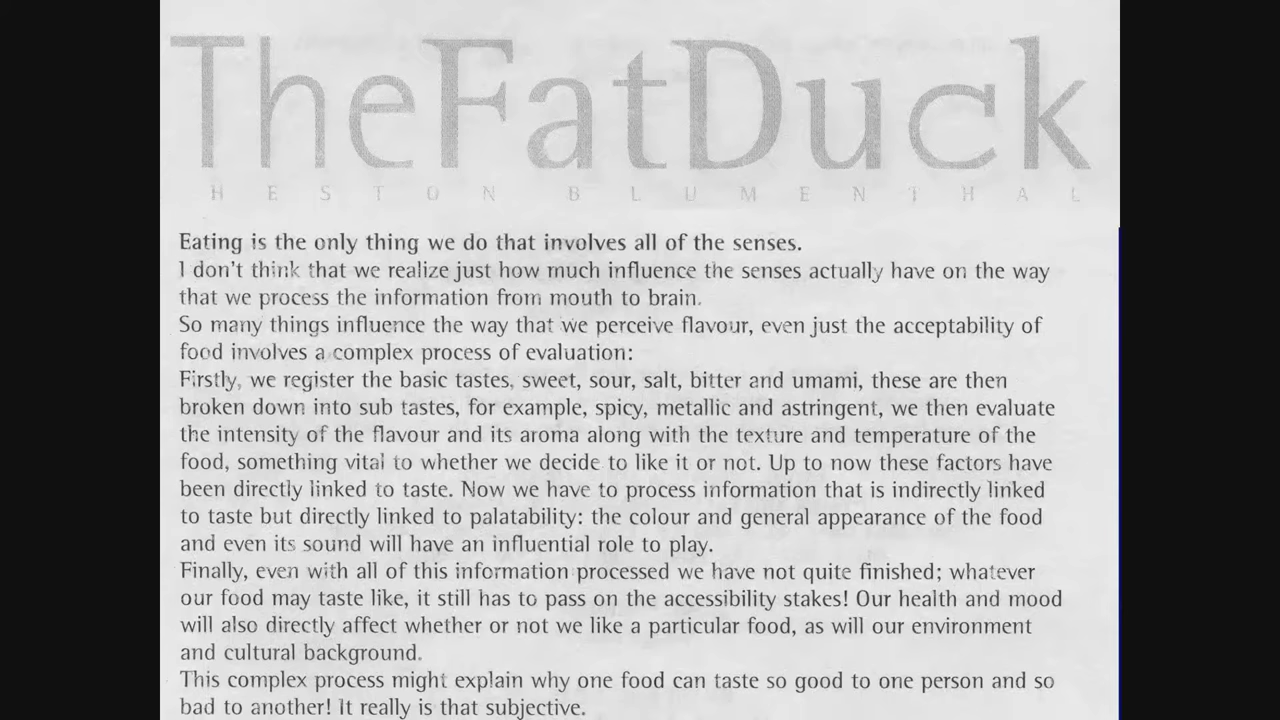 TheFatDuck
HESTON BLUMENTHAL
Eating is the only thing we do that involves all of the senses.
I don't think that we realize just how much influence the senses actually have on the way
that we process the information from mouth to brain.
So many things influence the way that we perceive flavour, even just the acceptability of
food involves a complex process of evaluation:
Firstly, we register the basic tastes, sweet, sour, salt, bitter and umami, these are then
broken down into sub tastes, for example, spicy, metallic and astringent, we then evaluate
the intensity of the flavour and its aroma along with the texture and temperature of the
food, something vital to whether we decide to like it or not. Up to now these factors have
been directly linked to taste. Now we have to process information that is indirectly linked
to taste but directly linked to palatability: the colour and general appearance of the food
and even its sound will have an influential role to play.
Finally, even with all of this information processed we have not quite finished; whatever
our food may taste like, it still has to pass on the accessibility stakes! Our health and mood
will also directly affect whether or not we like a particular food, as will our environment
and cultural background.
This complex process might explain why one food can taste so good to one person and so
bad to another! It really is that subjective.